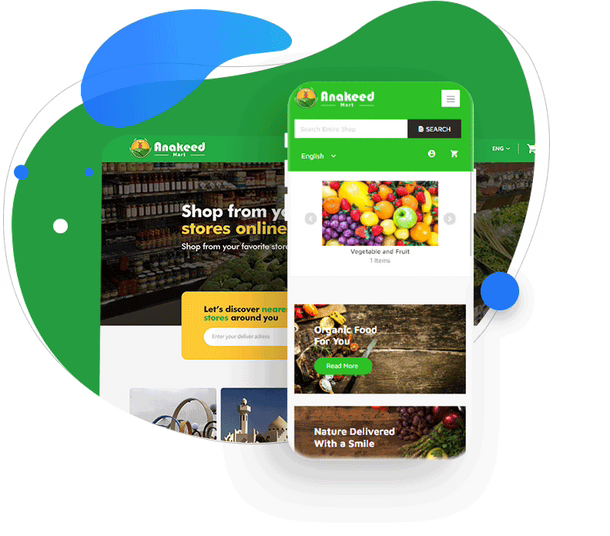 Anakeed
Mart
ENG
Shop from yo
stores online
Shop from your favorite store
Let's discover neare
stores around you
Enter your deliver adress
Anakeed
Mart
Search Entire Shop
SEARCH
English
Vegetable and Fruit
1 Items
Organic Food
For You
Read More
Nature Delivered
With a Smile